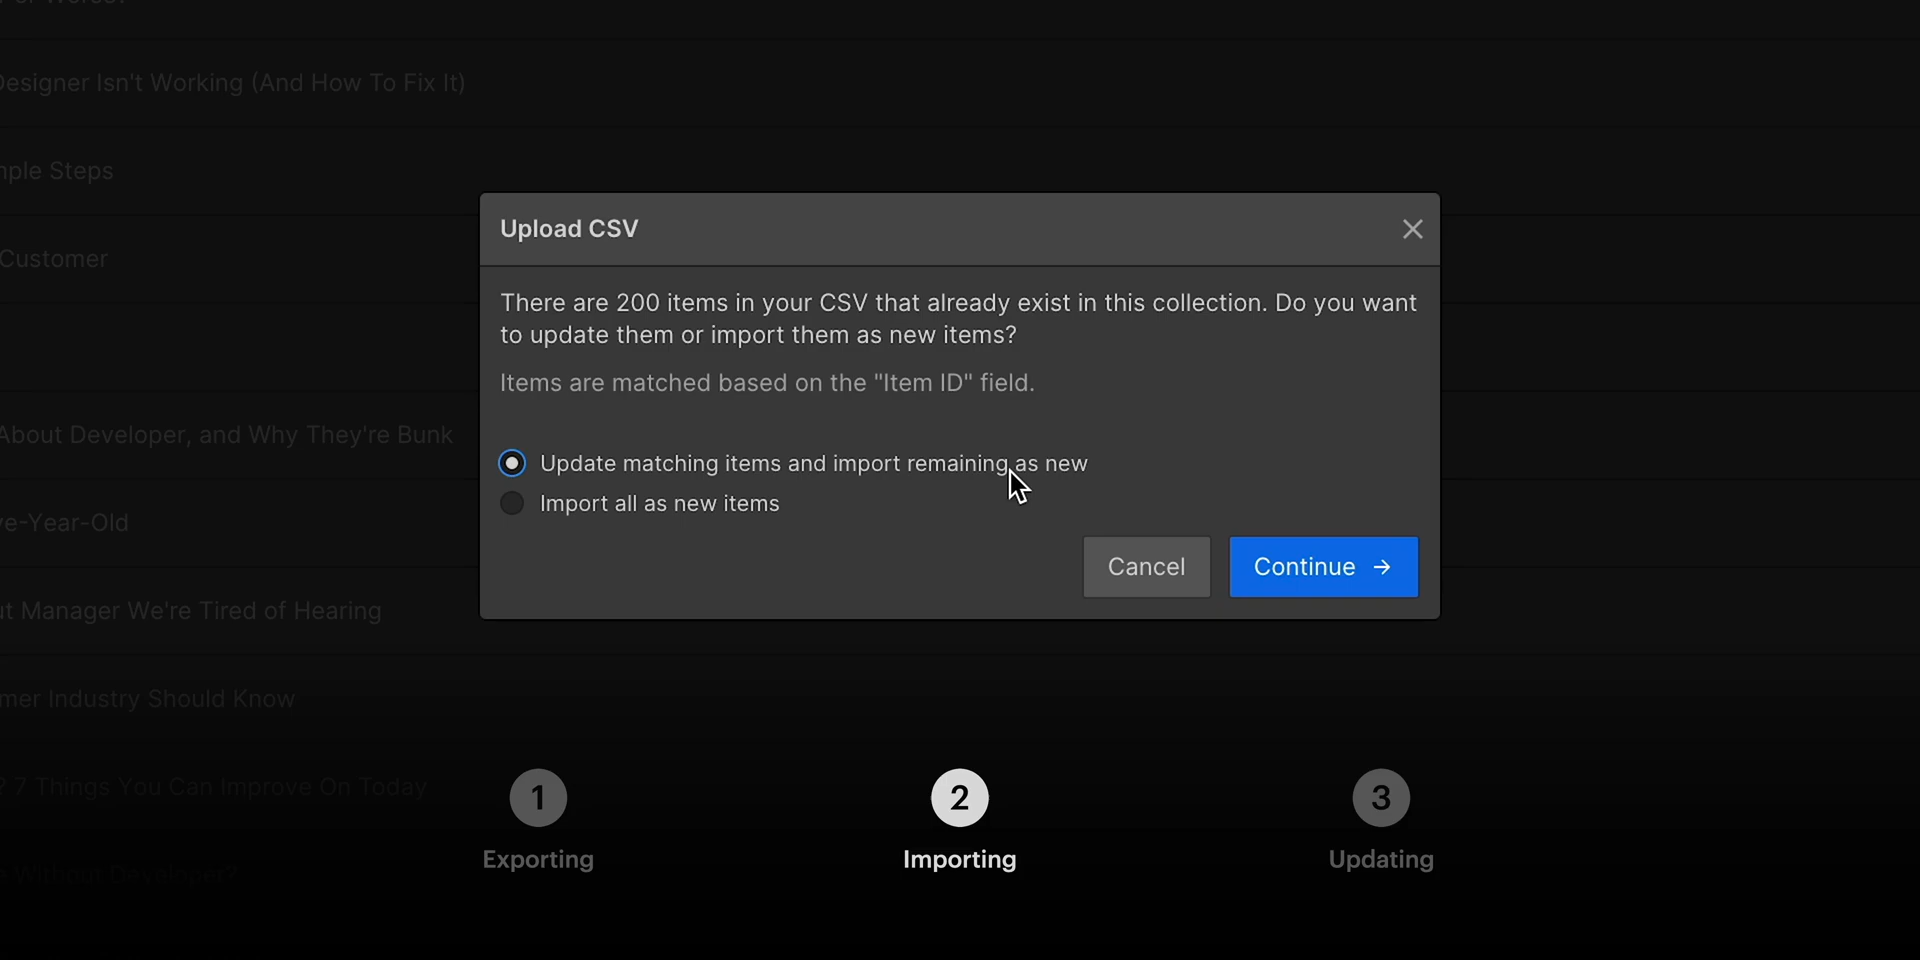 Designer Isn't Working (And How To Fix It)
Steps
Customer
About Developer, and Why They're Bunk
-Year-Old
Manager We're Tired of Hearing
Industry Should Know
? 7 Things You Can Improve On Today
Without Developer?
Upload CSV
There are 200 items in your CSV that already exist in this collection. Do you want
to update them or import them as new items?
Items are matched based on the "Item ID" field.
Update matching items and import remaining as new
Import all as new items
Cancel
Continue →
1
Exporting
2
Importing
3
Updating